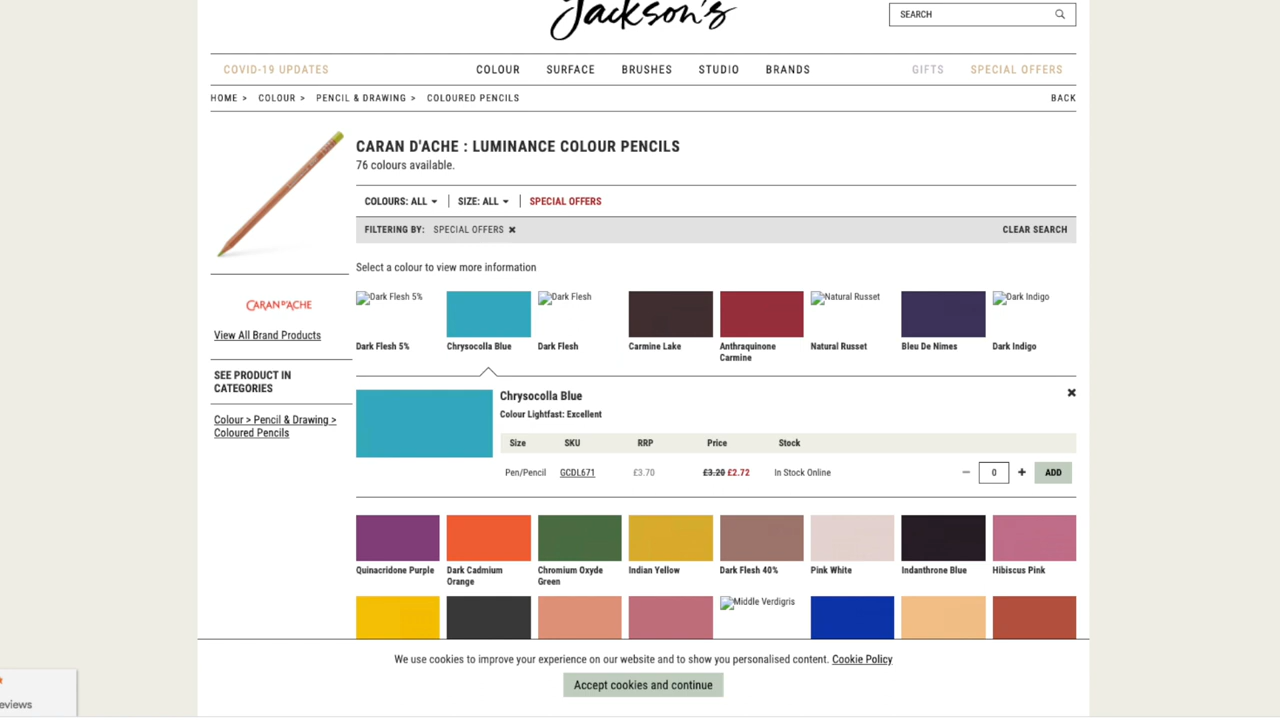 Jackson's
SEARCH
COVID-19 UPDATES COLOUR SURFACE BRUSHES STUDIO BRANDS GIFTS SPECIAL OFFERS
HOME > COLOUR > PENCIL & DRAWING > COLOURED PENCILS BACK
CARAN D'ACHE : LUMINANCE COLOUR PENCILS
76 colours available.
COLOURS: ALL SIZE: ALL SPECIAL OFFERS
FILTERING BY: SPECIAL OFFERS × CLEAR SEARCH
Select a colour to view more information
CARAN D'ACHE
View All Brand Products
SEE PRODUCT IN
CATEGORIES
Colour > Pencil & Drawing >
Coloured Pencils
Dark Flesh 5% Dark Flesh Natural Russet Dark Indigo
Dark Flesh 5% Chrysocolla Blue Dark Flesh Carmine Lake Anthraquinone Natural Russet Bleu De Nimes Dark Indigo
Carmine
Chrysocolla Blue ×
Colour Lightfast: Excellent
Size SKU RRP Price Stock
Pen/Pencil GCDL671 £3.70 £3.20 £2.72 In Stock Online − 0 + ADD
Quinacridone Purple Dark Cadmium Chromium Oxyde Indian Yellow Dark Flesh 40% Pink White Indanthrone Blue Hibiscus Pink
Orange Green
Middle Verdigris
We use cookies to improve your experience on our website and to show you personalised content. Cookie Policy
Accept cookies and continue
eviews